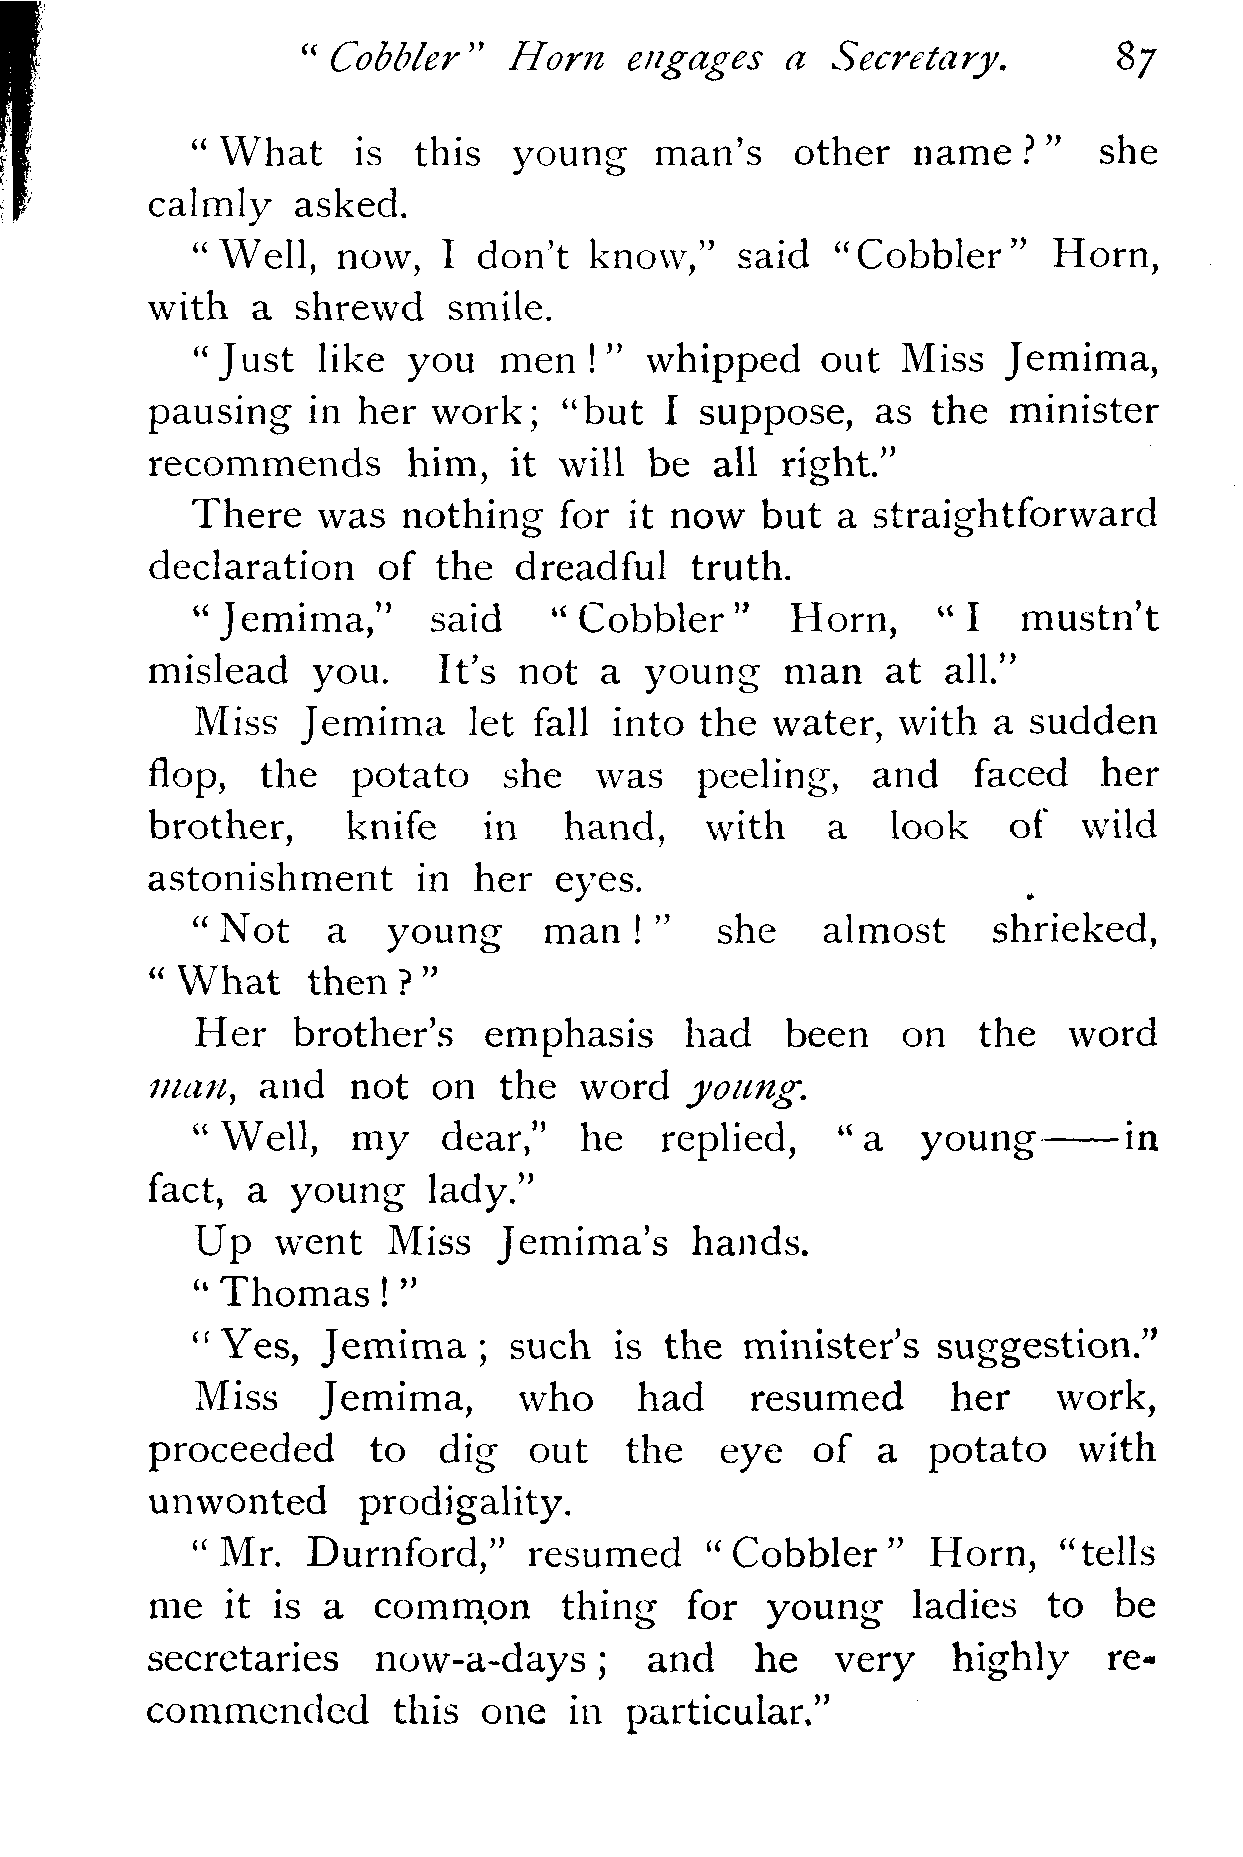 "Cobbler" Horn engages a Secretary. 87
"What is this young man's other name?" she
calmly asked.
"Well, now, I don't know," said "Cobbler" Horn,
with a shrewd smile.
"Just like you men!" whipped out Miss Jemima,
pausing in her work; "but I suppose, as the minister
recommends him, it will be all right."
There was nothing for it now but a straightforward
declaration of the dreadful truth.
"Jemima," said "Cobbler" Horn, "I mustn't
mislead you. It's not a young man at all."
Miss Jemima let fall into the water, with a sudden
flop, the potato she was peeling, and faced her
brother, knife in hand, with a look of wild
astonishment in her eyes.
"Not a young man!" she almost shrieked,
"What then?"
Her brother's emphasis had been on the word
man, and not on the word young.
"Well, my dear," he replied, "a young——in
fact, a young lady."
Up went Miss Jemima's hands.
"Thomas!"
"Yes, Jemima; such is the minister's suggestion."
Miss Jemima, who had resumed her work,
proceeded to dig out the eye of a potato with
unwonted prodigality.
"Mr. Durnford," resumed "Cobbler" Horn, "tells
me it is a common thing for young ladies to be
secretaries now-a-days; and he very highly re-
commended this one in particular."